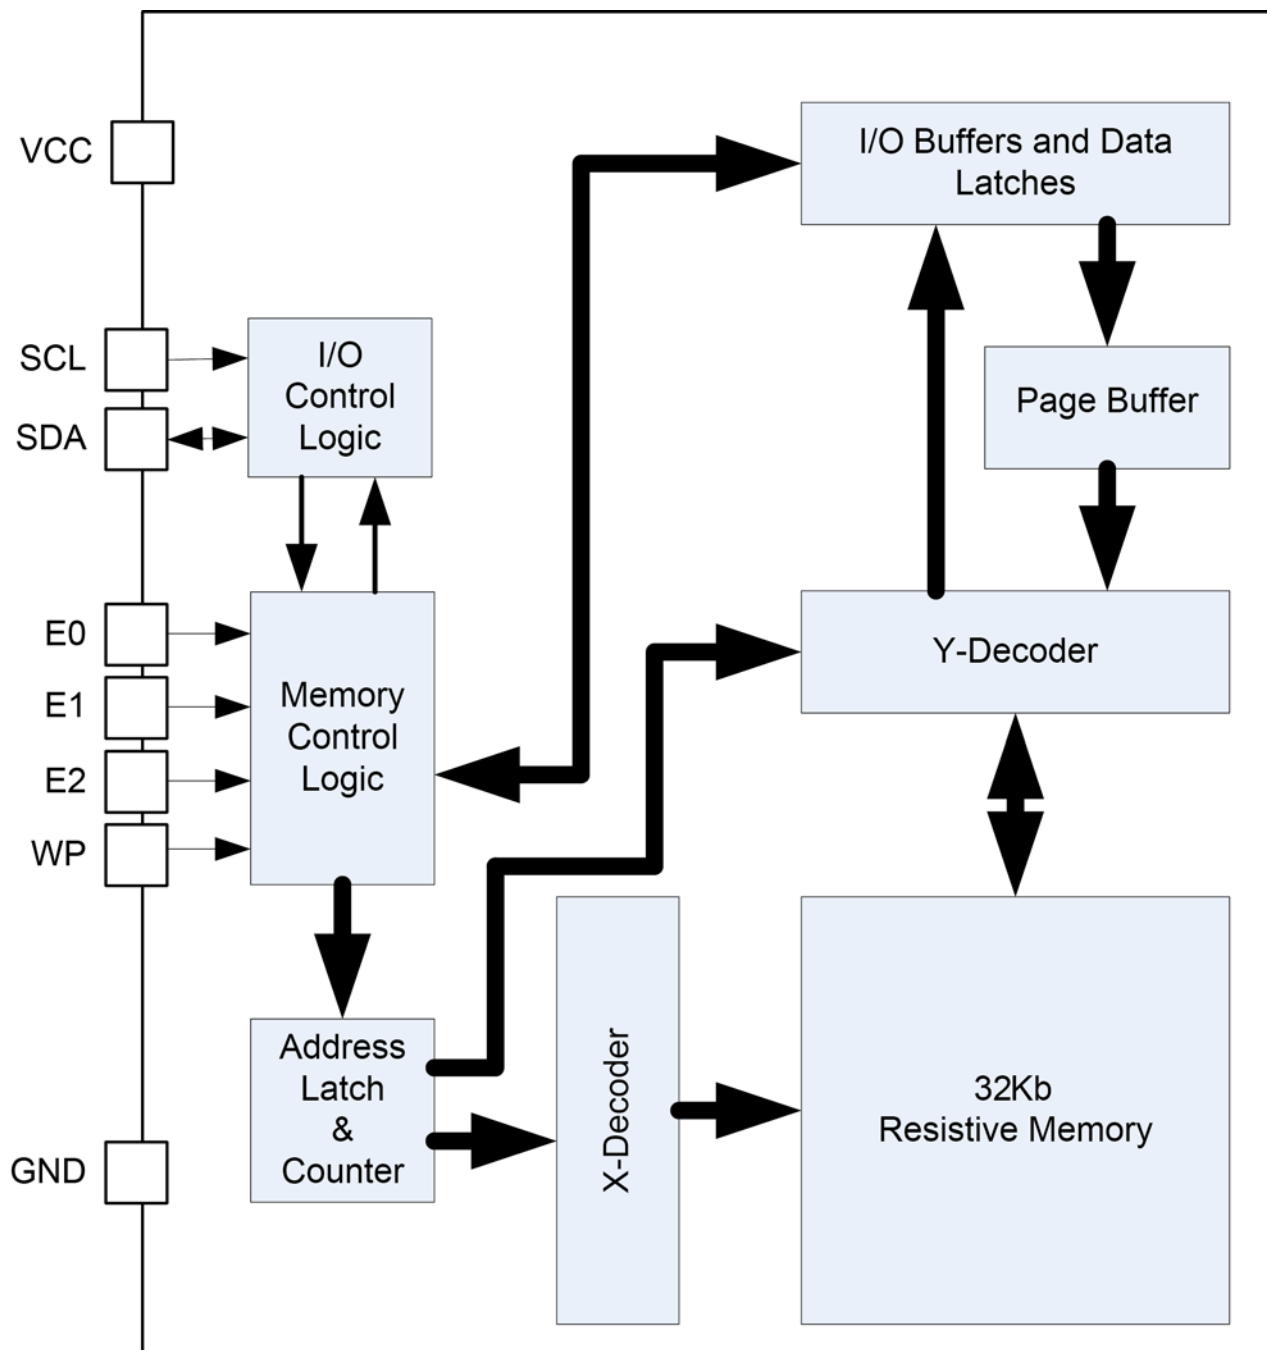 VCC
I/O Buffers and Data
Latches
SCL
I/O
Control
Logic
SDA
Page Buffer
E0
E1
E2
WP
Memory
Control
Logic
Y-Decoder
Address
Latch
&
Counter
X-Decoder
32Kb
Resistive Memory
GND